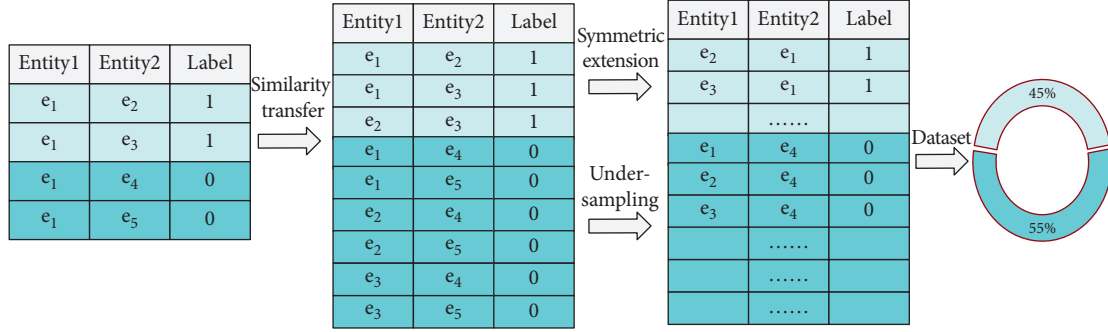 Entity1 Entity2 Label
e1 e2 1
e1 e3 1
e1 e4 0
e1 e5 0
Similarity
transfer
Entity1 Entity2 Label
e1 e2 1
e1 e3 1
e2 e3 1
e1 e4 0
e1 e5 0
e2 e4 0
e2 e5 0
e3 e4 0
e3 e5 0
Symmetric
extension
Under-
sampling
Entity1 Entity2 Label
e2 e1 1
e3 e1 1
......
e1 e4 0
e2 e4 0
e3 e4 0
......
......
......
Dataset
45%
55%